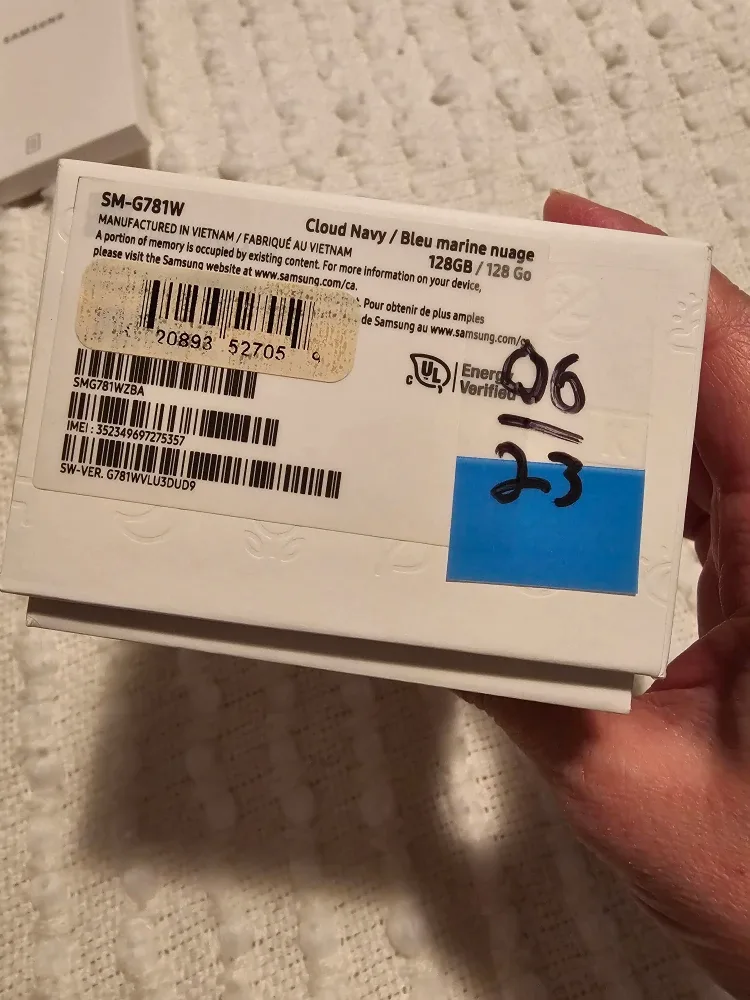 SAMSUNG
SM-G781W
MANUFACTURED IN VIETNAM / FABRIQUÉ AU VIETNAM
Cloud Navy / Bleu marine nuage
128GB / 128 Go
A portion of memory is occupied by existing content. For more information on your device,
please visit the Samsung website at www.samsung.com/ca.
Pour obtenir de plus amples
de Samsung au www.samsung.com/
20893 52705
SMG781WZBA
IMEI : 352349697275357
SW-VER. G781WVLU3DUD9
c UL
Verified
06
23